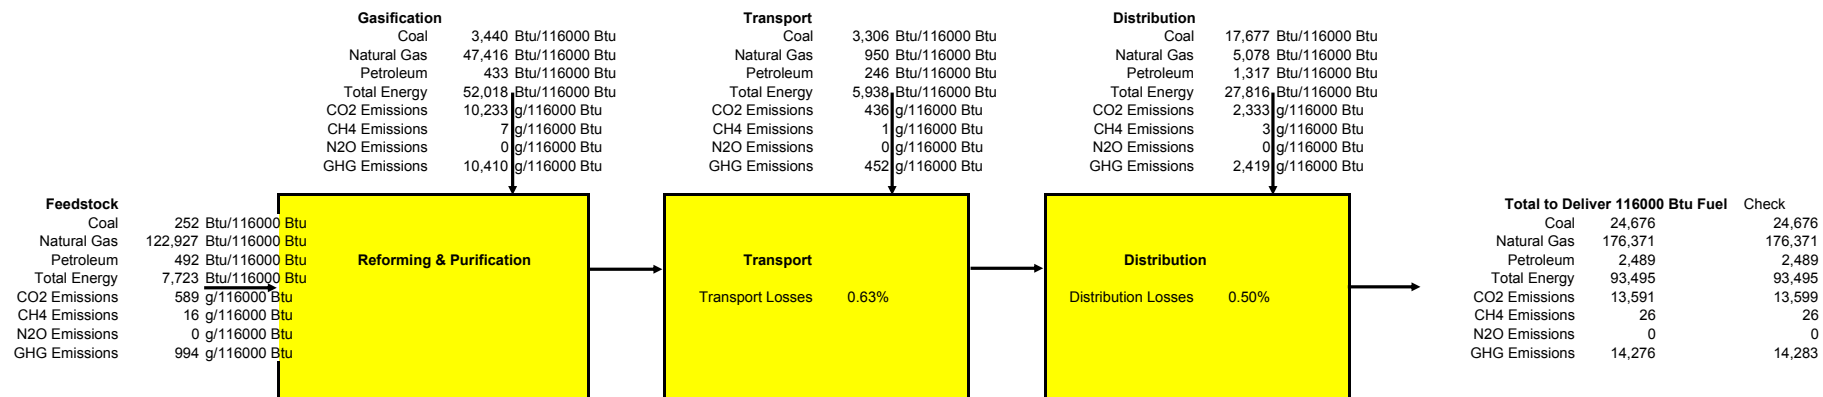 Gasification
Coal 3,440 Btu/116000 Btu
Natural Gas 47,416 Btu/116000 Btu
Petroleum 433 Btu/116000 Btu
Total Energy 52,018 Btu/116000 Btu
CO2 Emissions 10,233 g/116000 Btu
CH4 Emissions 7 g/116000 Btu
N2O Emissions 0 g/116000 Btu
GHG Emissions 10,410 g/116000 Btu
Transport
Coal 3,306 Btu/116000 Btu
Natural Gas 950 Btu/116000 Btu
Petroleum 246 Btu/116000 Btu
Total Energy 5,938 Btu/116000 Btu
CO2 Emissions 436 g/116000 Btu
CH4 Emissions 1 g/116000 Btu
N2O Emissions 0 g/116000 Btu
GHG Emissions 452 g/116000 Btu
Distribution
Coal 17,677 Btu/116000 Btu
Natural Gas 5,078 Btu/116000 Btu
Petroleum 1,317 Btu/116000 Btu
Total Energy 27,816 Btu/116000 Btu
CO2 Emissions 2,333 g/116000 Btu
CH4 Emissions 3 g/116000 Btu
N2O Emissions 0 g/116000 Btu
GHG Emissions 2,419 g/116000 Btu
Feedstock
Coal 252 Btu/116000 Btu
Natural Gas 122,927 Btu/116000 Btu
Petroleum 492 Btu/116000 Btu
Total Energy 7,723 Btu/116000 Btu
CO2 Emissions 589 g/116000 Btu
CH4 Emissions 16 g/116000 Btu
N2O Emissions 0 g/116000 Btu
GHG Emissions 994 g/116000 Btu
Reforming & Purification
Transport
Transport Losses 0.63%
Distribution
Distribution Losses 0.50%
Total to Deliver 116000 Btu Fuel Check
Coal 24,676 24,676
Natural Gas 176,371 176,371
Petroleum 2,489 2,489
Total Energy 93,495 93,495
CO2 Emissions 13,591 13,599
CH4 Emissions 26 26
N2O Emissions 0 0
GHG Emissions 14,276 14,283